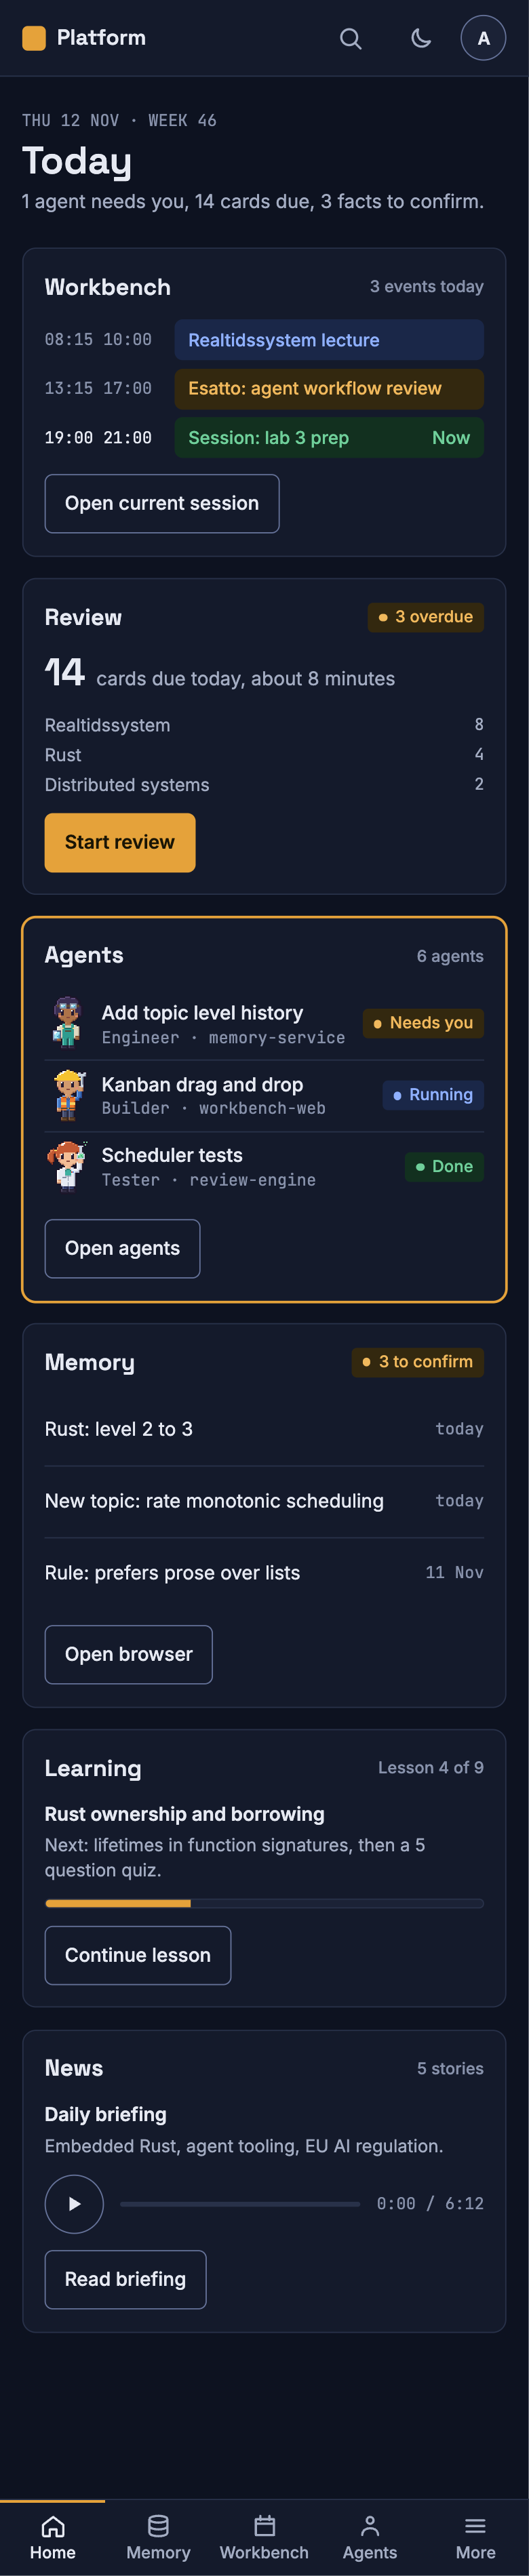 Platform
A
THU 12 NOV · WEEK 46
Today
1 agent needs you, 14 cards due, 3 facts to confirm.
Workbench 3 events today
08:15 10:00 Realtidssystem lecture
13:15 17:00 Esatto: agent workflow review
19:00 21:00 Session: lab 3 prep Now
Open current session
Review 3 overdue
14 cards due today, about 8 minutes
Realtidssystem 8
Rust 4
Distributed systems 2
Start review
Agents 6 agents
Add topic level history Needs you
Engineer · memory-service
Kanban drag and drop Running
Builder · workbench-web
Scheduler tests Done
Tester · review-engine
Open agents
Memory 3 to confirm
Rust: level 2 to 3 today
New topic: rate monotonic scheduling today
Rule: prefers prose over lists 11 Nov
Open browser
Learning Lesson 4 of 9
Rust ownership and borrowing
Next: lifetimes in function signatures, then a 5
question quiz.
Continue lesson
News 5 stories
Daily briefing
Embedded Rust, agent tooling, EU AI regulation.
0:00 / 6:12
Read briefing
Home Memory Workbench Agents More